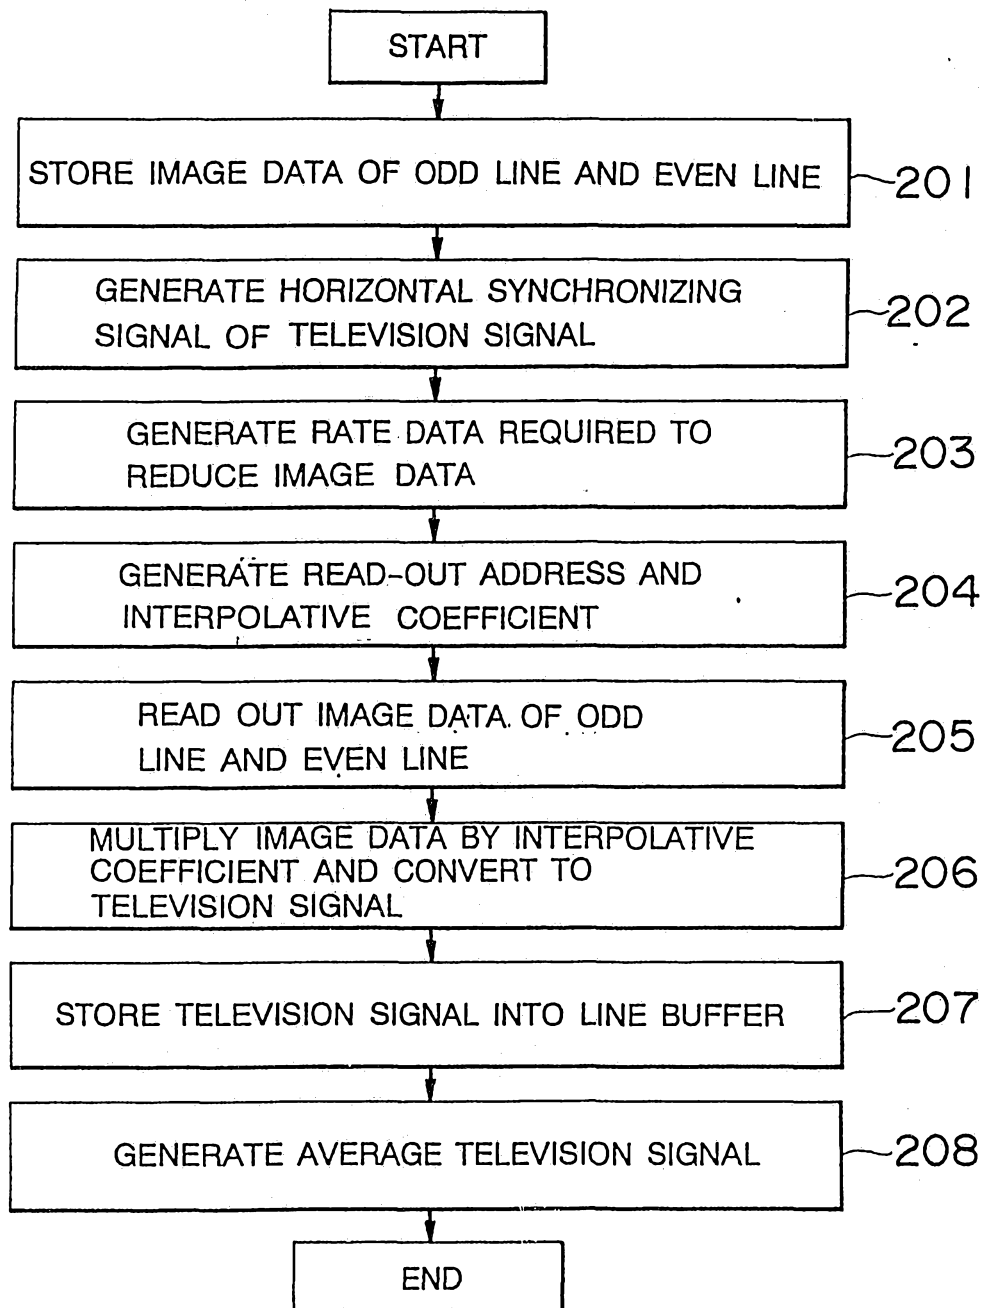 START
STORE IMAGE DATA OF ODD LINE AND EVEN LINE
201
GENERATE HORIZONTAL SYNCHRONIZING
SIGNAL OF TELEVISION SIGNAL
202
GENERATE RATE DATA REQUIRED TO
REDUCE IMAGE DATA
203
GENERATE READ-OUT ADDRESS AND
INTERPOLATIVE COEFFICIENT
204
READ OUT IMAGE DATA OF ODD
LINE AND EVEN LINE
205
MULTIPLY IMAGE DATA BY INTERPOLATIVE
COEFFICIENT AND CONVERT TO
TELEVISION SIGNAL
206
STORE TELEVISION SIGNAL INTO LINE BUFFER
207
GENERATE AVERAGE TELEVISION SIGNAL
208
END